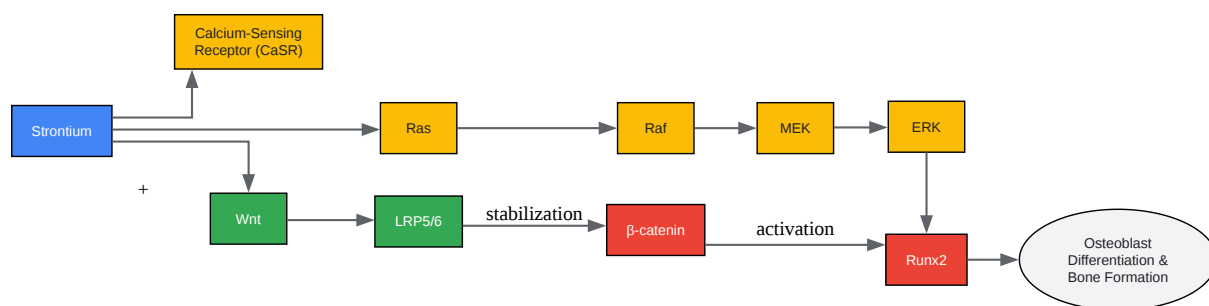 Calcium-Sensing
Receptor (CaSR)
Strontium
Ras
Raf
MEK
ERK
+
Wnt
LRP5/6
stabilization
β-catenin
activation
Runx2
Osteoblast
Differentiation &
Bone Formation